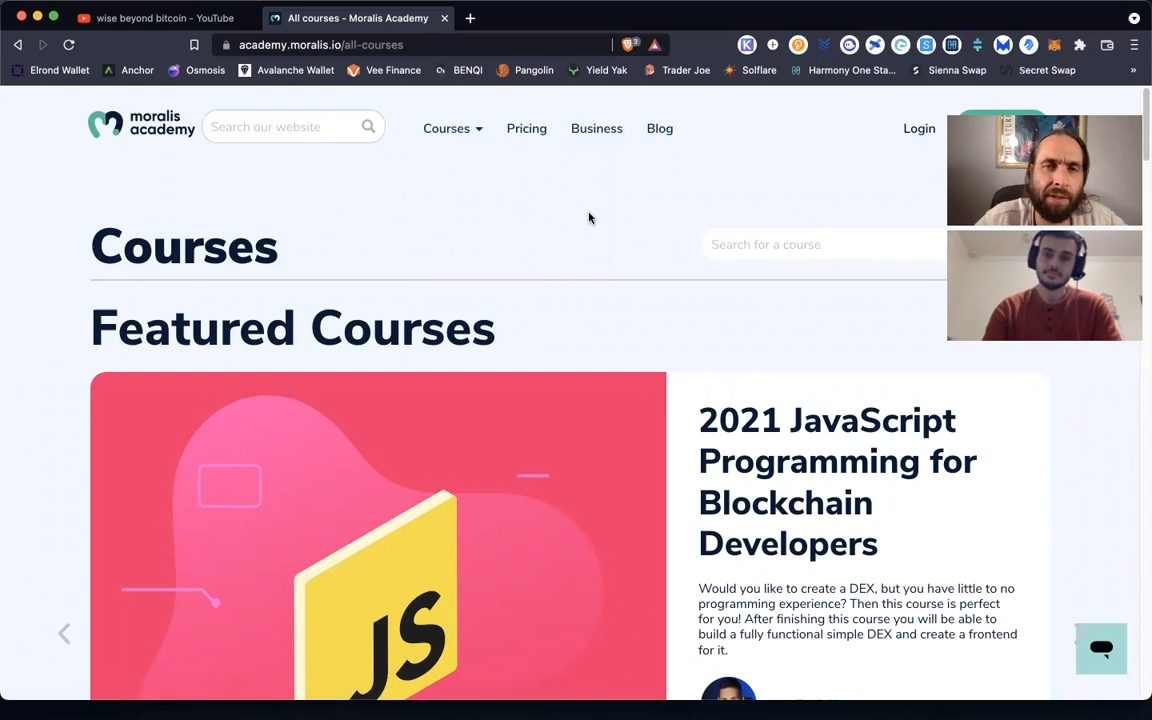 wise beyond bitcoin - YouTube
All courses - Moralis Academy
academy.moralis.io/all-courses
3
Elrond Wallet
Anchor
Osmosis
Avalanche Wallet
Vee Finance
BENQI
Pangolin
Yield Yak
Trader Joe
Solflare
Harmony One Sta...
Sienna Swap
Secret Swap
»
moralis
academy
Search our website
Courses
Pricing
Business
Blog
Login
Courses
Search for a course
Featured Courses
JS
2021 JavaScript
Programming for
Blockchain
Developers
Would you like to create a DEX, but you have little to no
programming experience? Then this course is perfect
for you! After finishing this course you will be able to
build a fully functional simple DEX and create a frontend
for it.